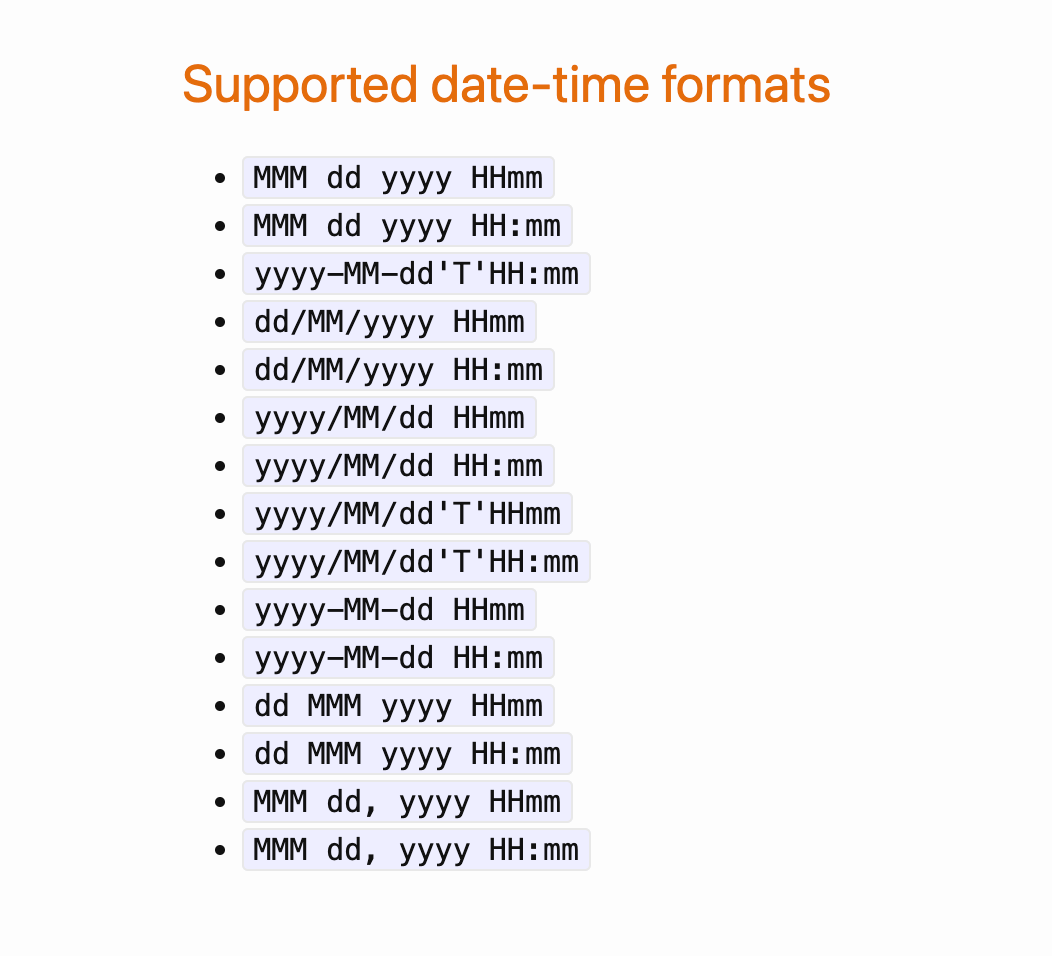 Supported date-time formats
MMM dd yyyy HHmm
MMM dd yyyy HH:mm
yyyy-MM-dd'T'HH:mm
dd/MM/yyyy HHmm
dd/MM/yyyy HH:mm
yyyy/MM/dd HHmm
yyyy/MM/dd HH:mm
yyyy/MM/dd'T'HHmm
yyyy/MM/dd'T'HH:mm
yyyy-MM-dd HHmm
yyyy-MM-dd HH:mm
dd MMM yyyy HHmm
dd MMM yyyy HH:mm
MMM dd, yyyy HHmm
MMM dd, yyyy HH:mm